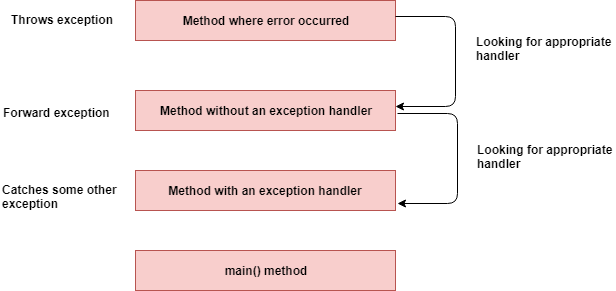 Throws exception
Method where error occurred
Looking for appropriate
handler
Forward exception
Method without an exception handler
Looking for appropriate
handler
Catches some other
exception
Method with an exception handler
main() method